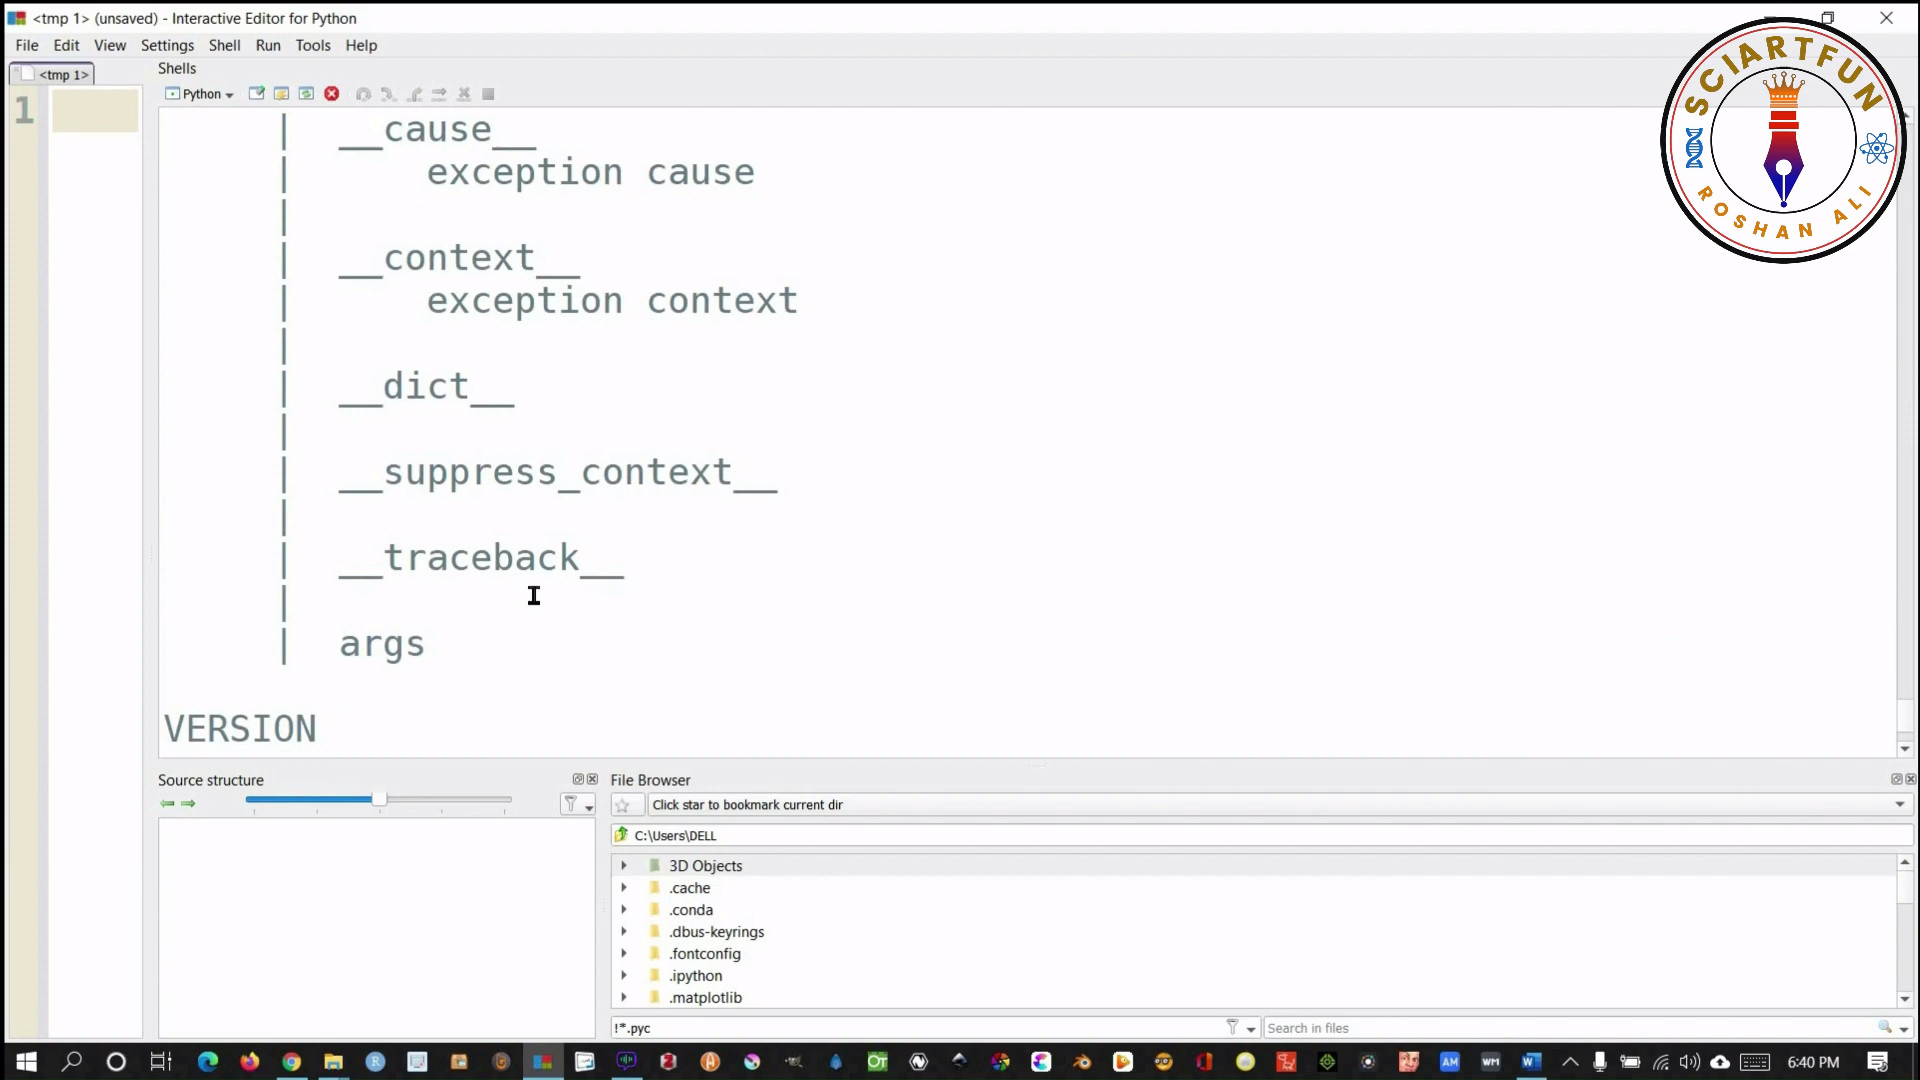 <tmp 1> (unsaved) - Interactive Editor for Python
File Edit View Settings Shell Run Tools Help
<tmp 1>
Shells
Python
1
| __cause__
| exception cause
|
| __context__
| exception context
|
| __dict__
|
| __suppress_context__
|
| __traceback__
|
| args
VERSION
SCIARTFUN
ROSHAN ALI
Source structure
File Browser
Click star to bookmark current dir
C:\Users\DELL
3D Objects
.cache
.conda
.dbus-keyrings
.fontconfig
.ipython
.matplotlib
!*.pyc
Search in files
OT
AM
WM
6:40 PM